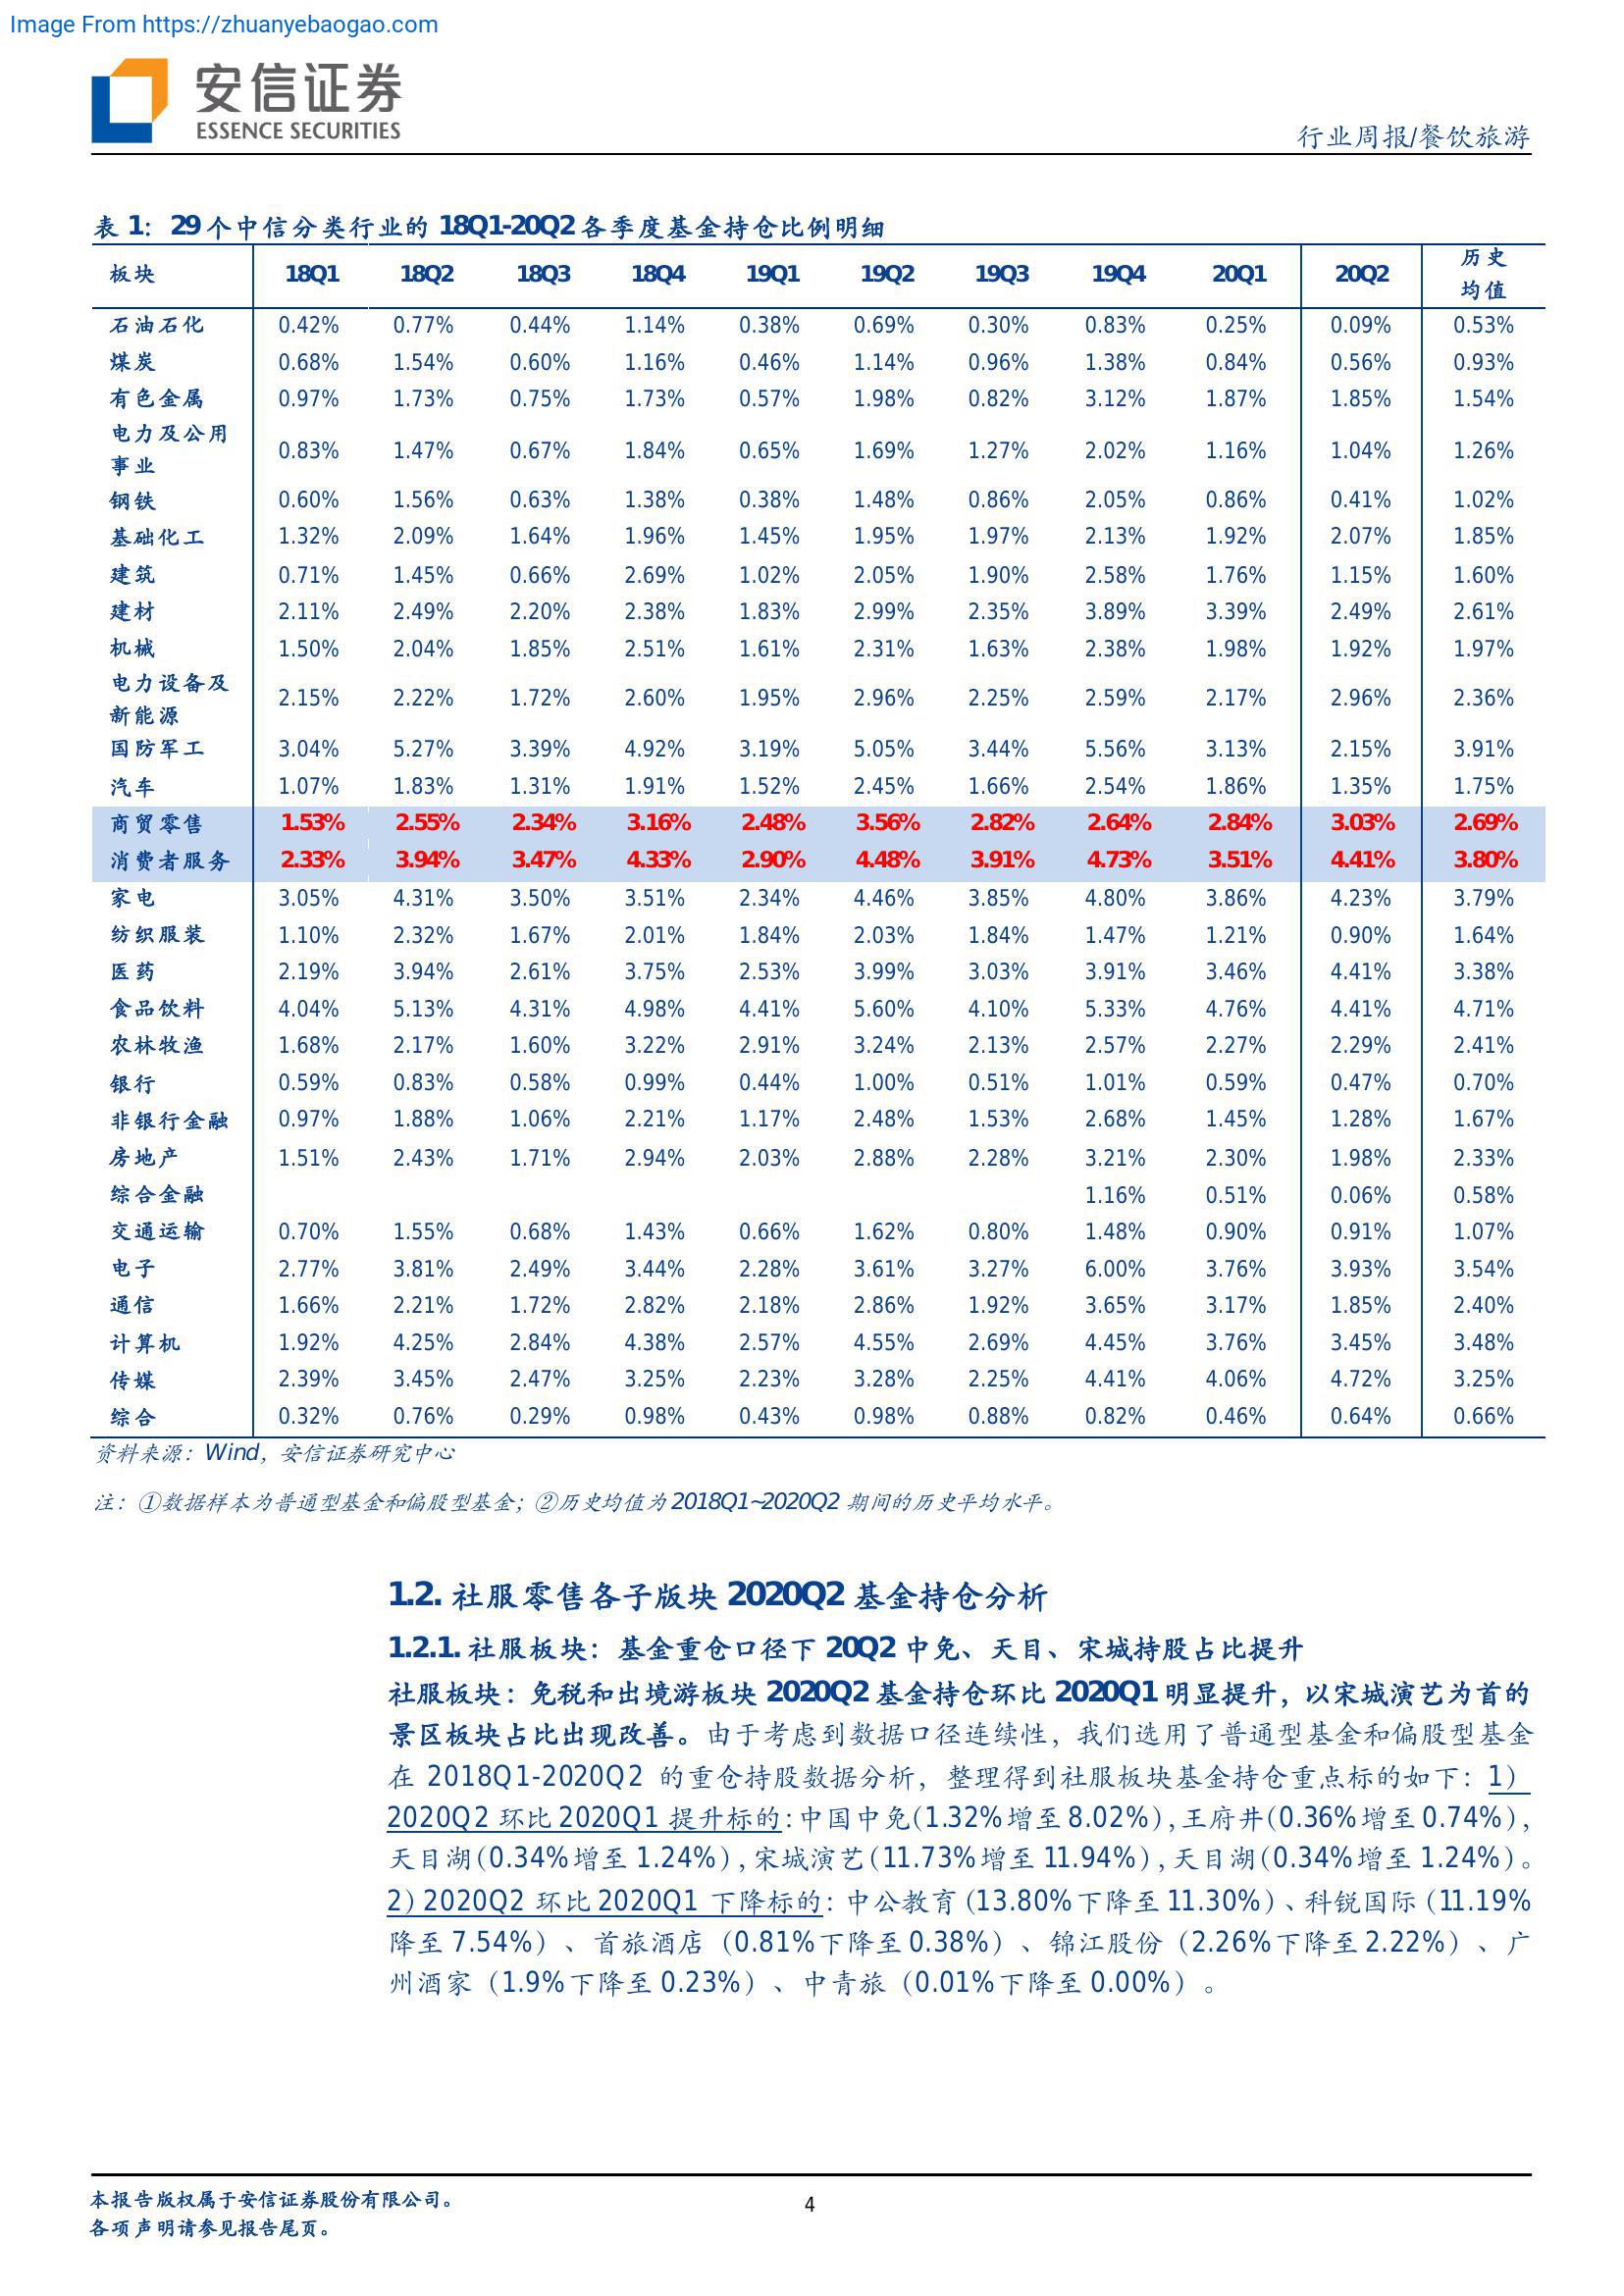 Image From https://zhuanyebaogao.com
安信证券
ESSENCE SECURITIES
行业周报/餐饮旅游
表 1：29 个中信分类行业的 18Q1-20Q2 各季度基金持仓比例明细
板块 18Q1 18Q2 18Q3 18Q4 19Q1 19Q2 19Q3 19Q4 20Q1 20Q2 历史均值
石油石化 0.42% 0.77% 0.44% 1.14% 0.38% 0.69% 0.30% 0.83% 0.25% 0.09% 0.53%
煤炭 0.68% 1.54% 0.60% 1.16% 0.46% 1.14% 0.96% 1.38% 0.84% 0.56% 0.93%
有色金属 0.97% 1.73% 0.75% 1.73% 0.57% 1.98% 0.82% 3.12% 1.87% 1.85% 1.54%
电力及公用事业 0.83% 1.47% 0.67% 1.84% 0.65% 1.69% 1.27% 2.02% 1.16% 1.04% 1.26%
钢铁 0.60% 1.56% 0.63% 1.38% 0.38% 1.48% 0.86% 2.05% 0.86% 0.41% 1.02%
基础化工 1.32% 2.09% 1.64% 1.96% 1.45% 1.95% 1.97% 2.13% 1.92% 2.07% 1.85%
建筑 0.71% 1.45% 0.66% 2.69% 1.02% 2.05% 1.90% 2.58% 1.76% 1.15% 1.60%
建材 2.11% 2.49% 2.20% 2.38% 1.83% 2.99% 2.35% 3.89% 3.39% 2.49% 2.61%
机械 1.50% 2.04% 1.85% 2.51% 1.61% 2.31% 1.63% 2.38% 1.98% 1.92% 1.97%
电力设备及新能源 2.15% 2.22% 1.72% 2.60% 1.95% 2.96% 2.25% 2.59% 2.17% 2.96% 2.36%
国防军工 3.04% 5.27% 3.39% 4.92% 3.19% 5.05% 3.44% 5.56% 3.13% 2.15% 3.91%
汽车 1.07% 1.83% 1.31% 1.91% 1.52% 2.45% 1.66% 2.54% 1.86% 1.35% 1.75%
商贸零售 1.53% 2.55% 2.34% 3.16% 2.48% 3.56% 2.82% 2.64% 2.84% 3.03% 2.69%
消费者服务 2.33% 3.94% 3.47% 4.33% 2.90% 4.48% 3.91% 4.73% 3.51% 4.41% 3.80%
家电 3.05% 4.31% 3.50% 3.51% 2.34% 4.46% 3.85% 4.80% 3.86% 4.23% 3.79%
纺织服装 1.10% 2.32% 1.67% 2.01% 1.84% 2.03% 1.84% 1.47% 1.21% 0.90% 1.64%
医药 2.19% 3.94% 2.61% 3.75% 2.53% 3.99% 3.03% 3.91% 3.46% 4.41% 3.38%
食品饮料 4.04% 5.13% 4.31% 4.98% 4.41% 5.60% 4.10% 5.33% 4.76% 4.41% 4.71%
农林牧渔 1.68% 2.17% 1.60% 3.22% 2.91% 3.24% 2.13% 2.57% 2.27% 2.29% 2.41%
银行 0.59% 0.83% 0.58% 0.99% 0.44% 1.00% 0.51% 1.01% 0.59% 0.47% 0.70%
非银行金融 0.97% 1.88% 1.06% 2.21% 1.17% 2.48% 1.53% 2.68% 1.45% 1.28% 1.67%
房地产 1.51% 2.43% 1.71% 2.94% 2.03% 2.88% 2.28% 3.21% 2.30% 1.98% 2.33%
综合金融 1.16% 0.51% 0.06% 0.58%
交通运输 0.70% 1.55% 0.68% 1.43% 0.66% 1.62% 0.80% 1.48% 0.90% 0.91% 1.07%
电子 2.77% 3.81% 2.49% 3.44% 2.28% 3.61% 3.27% 6.00% 3.76% 3.93% 3.54%
通信 1.66% 2.21% 1.72% 2.82% 2.18% 2.86% 1.92% 3.65% 3.17% 1.85% 2.40%
计算机 1.92% 4.25% 2.84% 4.38% 2.57% 4.55% 2.69% 4.45% 3.76% 3.45% 3.48%
传媒 2.39% 3.45% 2.47% 3.25% 2.23% 3.28% 2.25% 4.41% 4.06% 4.72% 3.25%
综合 0.32% 0.76% 0.29% 0.98% 0.43% 0.98% 0.88% 0.82% 0.46% 0.64% 0.66%
资料来源：Wind，安信证券研究中心
注：①数据样本为普通型基金和偏股型基金；②历史均值为 2018Q1~2020Q2 期间的历史平均水平。
1.2. 社服零售各子版块 2020Q2 基金持仓分析
1.2.1. 社服板块：基金重仓口径下 20Q2 中免、天目、宋城持股占比提升
社服板块：免税和出境游板块 2020Q2 基金持仓环比 2020Q1 明显提升，以宋城演艺为首的
景区板块占比出现改善。由于考虑到数据口径连续性，我们选用了普通型基金和偏股型基金
在 2018Q1-2020Q2 的重仓持股数据分析，整理得到社服板块基金持仓重点标的如下：1）
2020Q2 环比 2020Q1 提升标的：中国中免(1.32%增至 8.02%)，王府井(0.36%增至 0.74%)，
天目湖(0.34%增至 1.24%)，宋城演艺(11.73%增至 11.94%)，天目湖(0.34%增至 1.24%)。
2）2020Q2 环比 2020Q1 下降标的：中公教育（13.80%下降至 11.30%）、科锐国际（11.19%
降至 7.54%）、首旅酒店（0.81%下降至 0.38%）、锦江股份（2.26%下降至 2.22%）、广
州酒家（1.9%下降至 0.23%）、中青旅（0.01%下降至 0.00%）。
本报告版权属于安信证券股份有限公司。
各项声明请参见报告尾页。
4